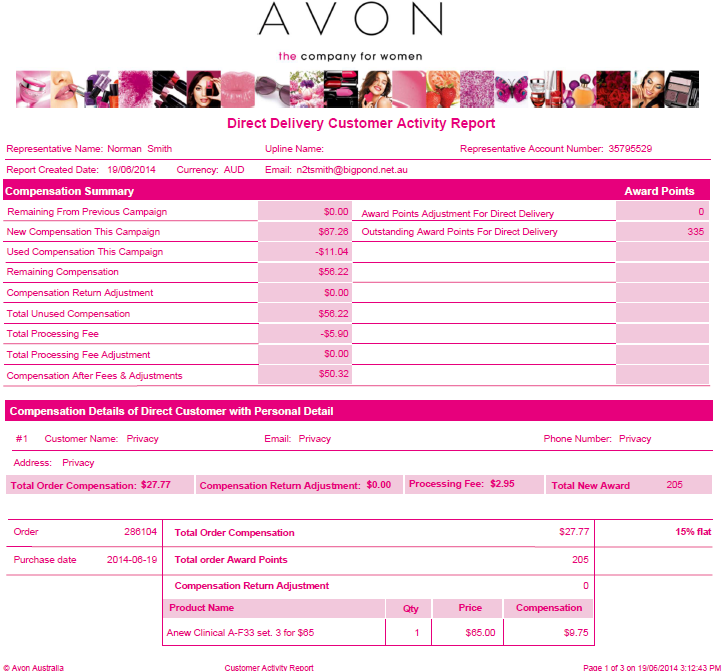 AVON
the company for women
Direct Delivery Customer Activity Report
Representative Name: Norman Smith Upline Name: Representative Account Number: 35795529
Report Created Date: 19/06/2014 Currency: AUD Email: n2tsmith@bigpond.net.au
Compensation Summary Award Points
Remaining From Previous Campaign $0.00 Award Points Adjustment For Direct Delivery 0
New Compensation This Campaign $67.26 Outstanding Award Points For Direct Delivery 335
Used Compensation This Campaign -$11.04
Remaining Compensation $56.22
Compensation Return Adjustment $0.00
Total Unused Compensation $56.22
Total Processing Fee -$5.90
Total Processing Fee Adjustment $0.00
Compensation After Fees & Adjustments $50.32
Compensation Details of Direct Customer with Personal Detail
#1 Customer Name: Privacy Email: Privacy Phone Number: Privacy
Address: Privacy
Total Order Compensation: $27.77 Compensation Return Adjustment: $0.00 Processing Fee: $2.95 Total New Award 205
Order 286104 Total Order Compensation $27.77 15% flat
Purchase date 2014-06-19 Total order Award Points 205
Compensation Return Adjustment 0
Product Name Qty Price Compensation
Anew Clinical A-F33 set. 3 for $65 1 $65.00 $9.75
© Avon Australia Customer Activity Report Page 1 of 3 on 19/06/2014 3:12:43 PM